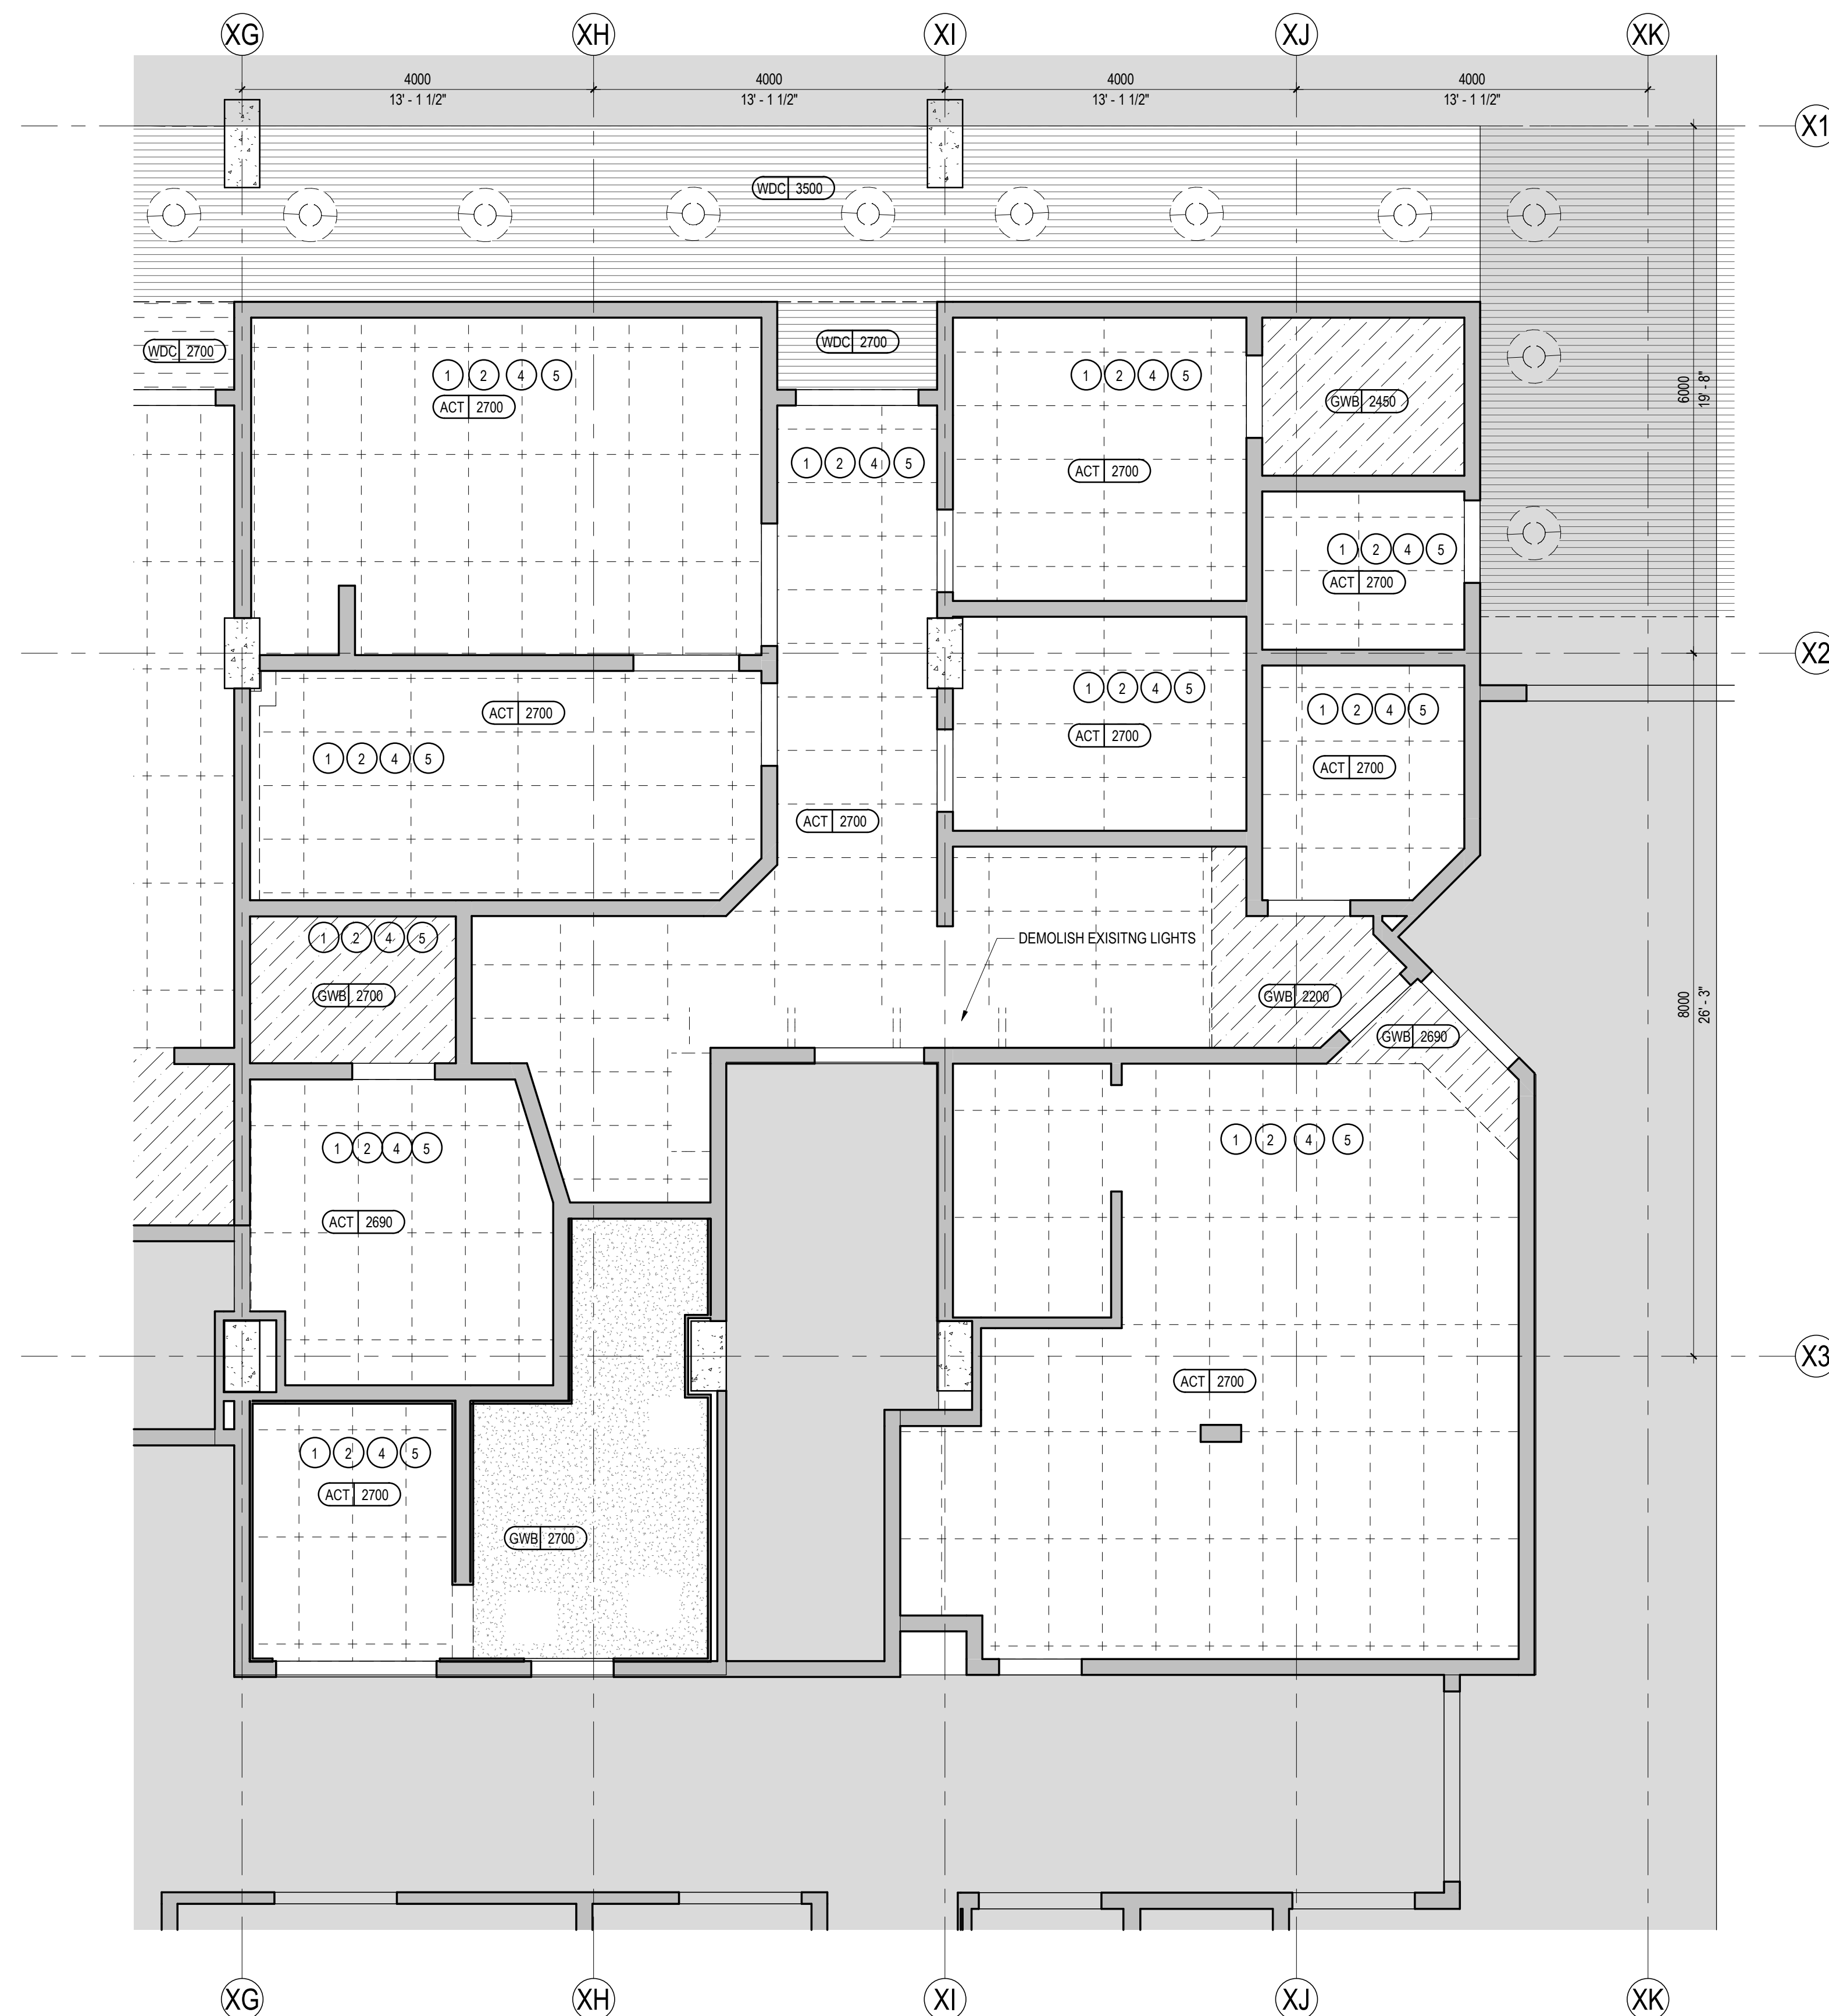 XG XH XI XJ XK
4000 4000 4000 4000
13' - 1 1/2" 13' - 1 1/2" 13' - 1 1/2" 13' - 1 1/2"
X1
WDC 3500
WDC 2700
WDC 2700
1 2 4 5
ACT 2700
1 2 4 5
1 2 4 5
ACT 2700
GWB 2450
6000
19' - 8"
1 2 4 5
ACT 2700
X2
ACT 2700
1 2 4 5
1 2 4 5
ACT 2700
1 2 4 5
ACT 2700
ACT 2700
1 2 4 5
GWB 2700
DEMOLISH EXISITNG LIGHTS
GWB 2200
GWB 2690
8000
26' - 3"
1 2 4 5
ACT 2690
1 2 4 5
X3
ACT 2700
1 2 4 5
ACT 2700
GWB 2700
XG XH XI XJ XK